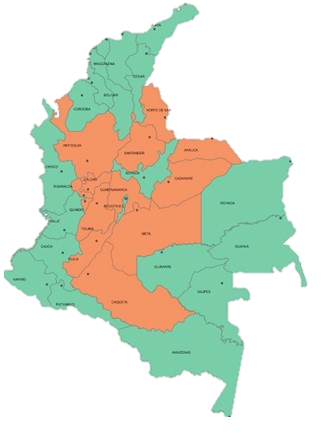 MAGDALENA
CESAR
BOLIVAR
CORDOBA
NORTE DE SAN
ANTIOQUIA
SANTANDER
ARAUCA
CHOCO
BOYACA
CASANARE
CALDAS
RISARALDA
CUNDINAMARCA
VICHADA
QUINDIO
BOGOTA D.C.
TOLIMA
VALLE
META
GUAINIA
CAUCA
HUILA
GUAVIARE
NARIÑO
VAUPES
PUTUMAYO
CAQUETA
AMAZONAS